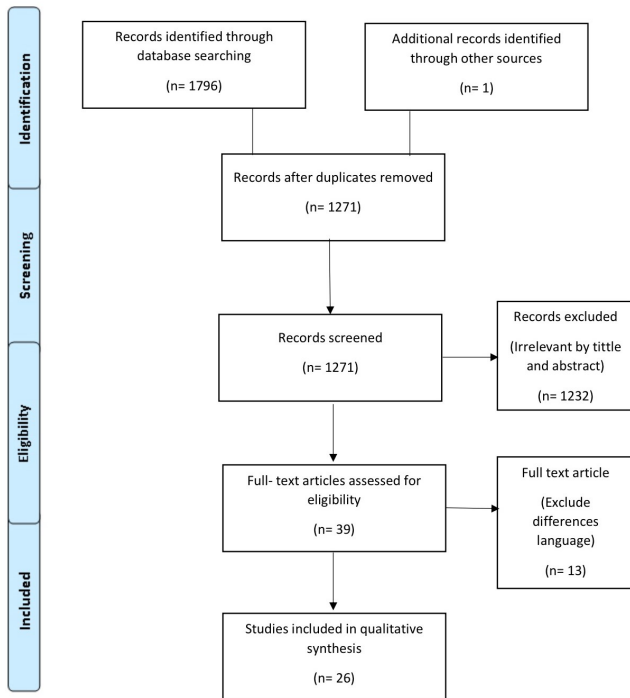 Identification
Records identified through
database searching
(n= 1796)
Additional records identified
through other sources
(n= 1)
Records after duplicates removed
(n= 1271)
Screening
Records screened
(n= 1271)
Records excluded
(Irrelevant by tittle
and abstract)
(n= 1232)
Eligibility
Full- text articles assessed for
eligibility
(n= 39)
Full text article
(Exclude
differences
language)
(n= 13)
Included
Studies included in qualitative
synthesis
(n= 26)